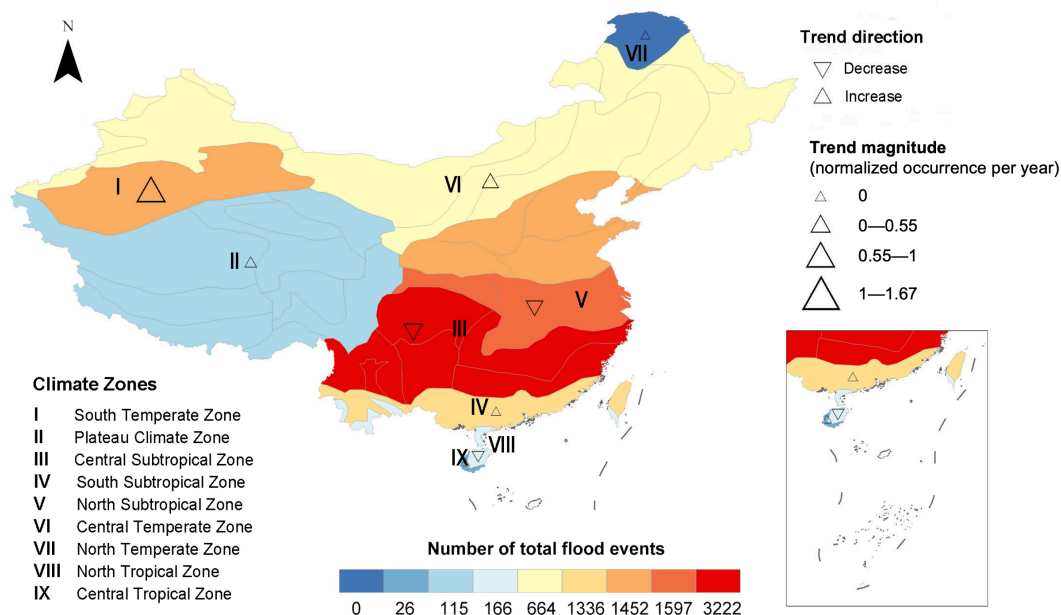 N
VII
I
VI
II
V
III
IV
VIII
IX
Trend direction
Decrease
Increase
Trend magnitude
(normalized occurrence per year)
0
0—0.55
0.55—1
1—1.67
Climate Zones
I South Temperate Zone
II Plateau Climate Zone
III Central Subtropical Zone
IV South Subtropical Zone
V North Subtropical Zone
VI Central Temperate Zone
VII North Temperate Zone
VIII North Tropical Zone
IX Central Tropical Zone
Number of total flood events
0 26 115 166 664 1336 1452 1597 3222